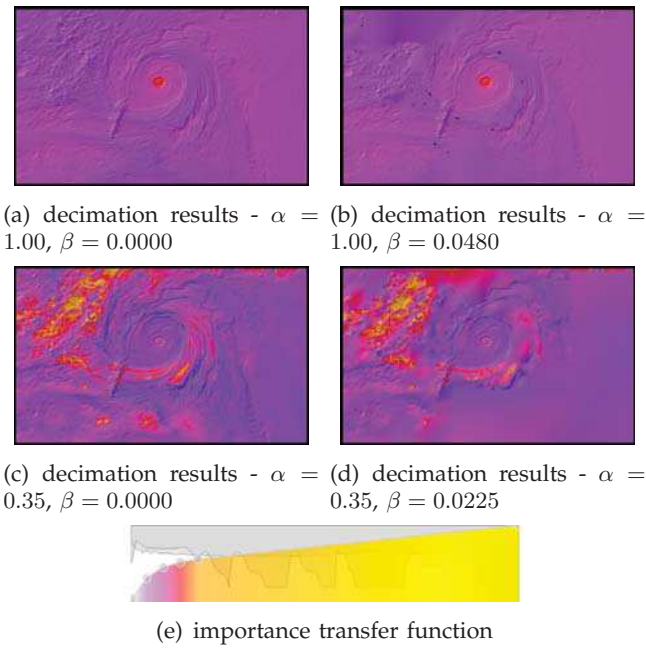 (a) decimation results - α = 1.00, β = 0.0000
(b) decimation results - α = 1.00, β = 0.0480
(c) decimation results - α = 0.35, β = 0.0000
(d) decimation results - α = 0.35, β = 0.0225
(e) importance transfer function